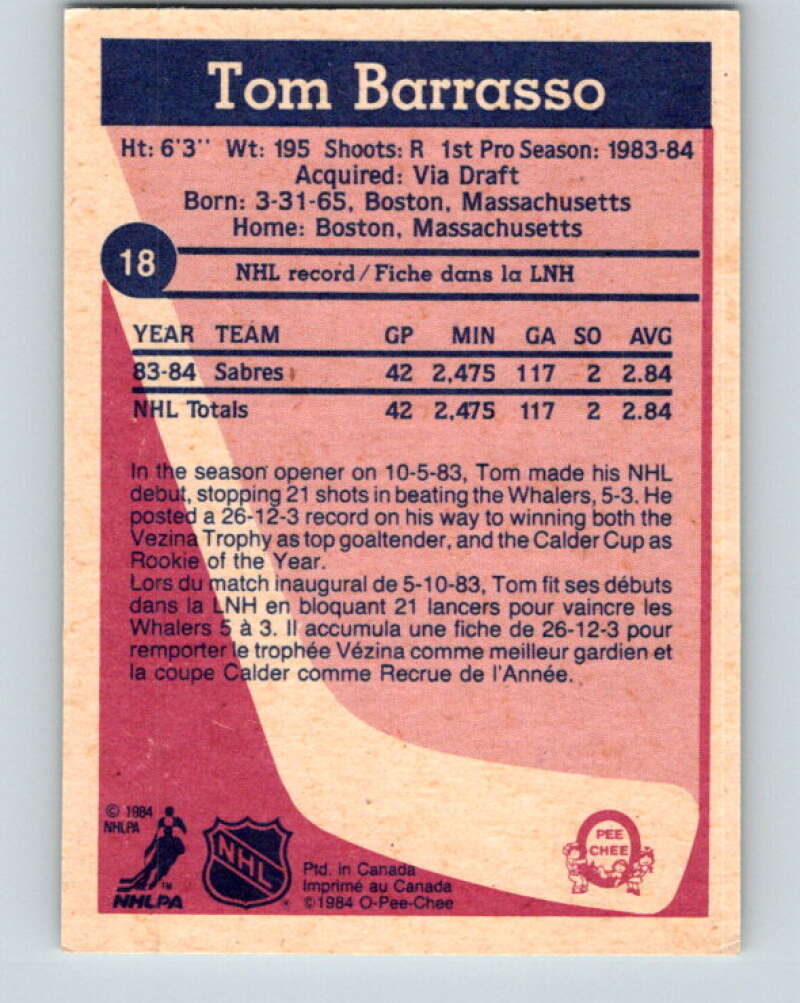 Tom Barrasso
Ht: 6'3'' Wt: 195 Shoots: R 1st Pro Season: 1983-84
Acquired: Via Draft
Born: 3-31-65, Boston, Massachusetts
Home: Boston, Massachusetts
18
NHL record/Fiche dans la LNH
YEAR TEAM GP MIN GA SO AVG
83-84 Sabres 42 2,475 117 2 2.84
NHL Totals 42 2,475 117 2 2.84
In the season opener on 10-5-83, Tom made his NHL
debut, stopping 21 shots in beating the Whalers, 5-3. He
posted a 26-12-3 record on his way to winning both the
Vezina Trophy as top goaltender, and the Calder Cup as
Rookie of the Year.
Lors du match inaugural de 5-10-83, Tom fit ses débuts
dans la LNH en bloquant 21 lancers pour vaincre les
Whalers 5 à 3. Il accumula une fiche de 26-12-3 pour
remporter le trophée Vézina comme meilleur gardien et
la coupe Calder comme Recrue de l'Année.
© 1984
NHLPA
TM
NHLPA
NHL
®
Ptd. in Canada
Imprimé au Canada
©1984 O-Pee-Chee
PEE
CHEE